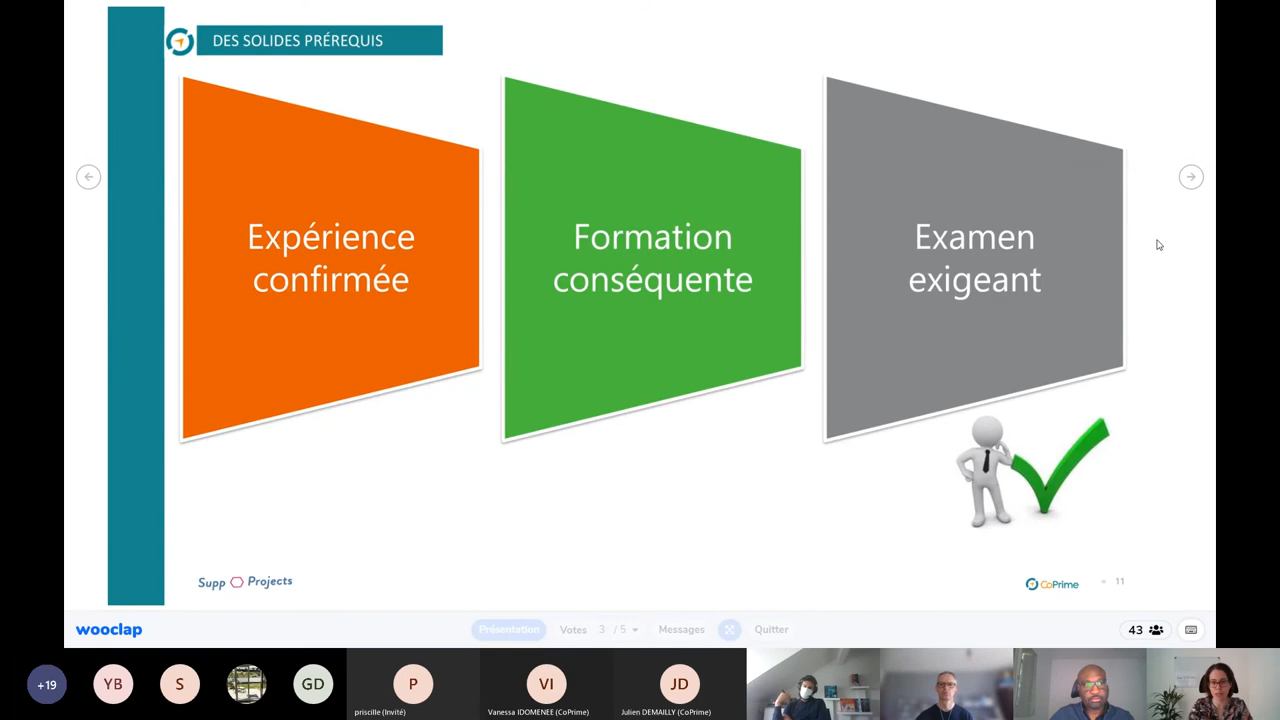 DES SOLIDES PRÉREQUIS
Expérience
confirmée
Formation
conséquente
Examen
exigeant
Supp Projects
CoPrime
11
wooclap
Présentation
Votes 3 / 5
Messages
Quitter
43
+19
YB
S
GD
P
priscille (Invité)
VI
Vanessa IDOMENEE (CoPrime)
JD
Julien DEMAILLY (CoPrime)